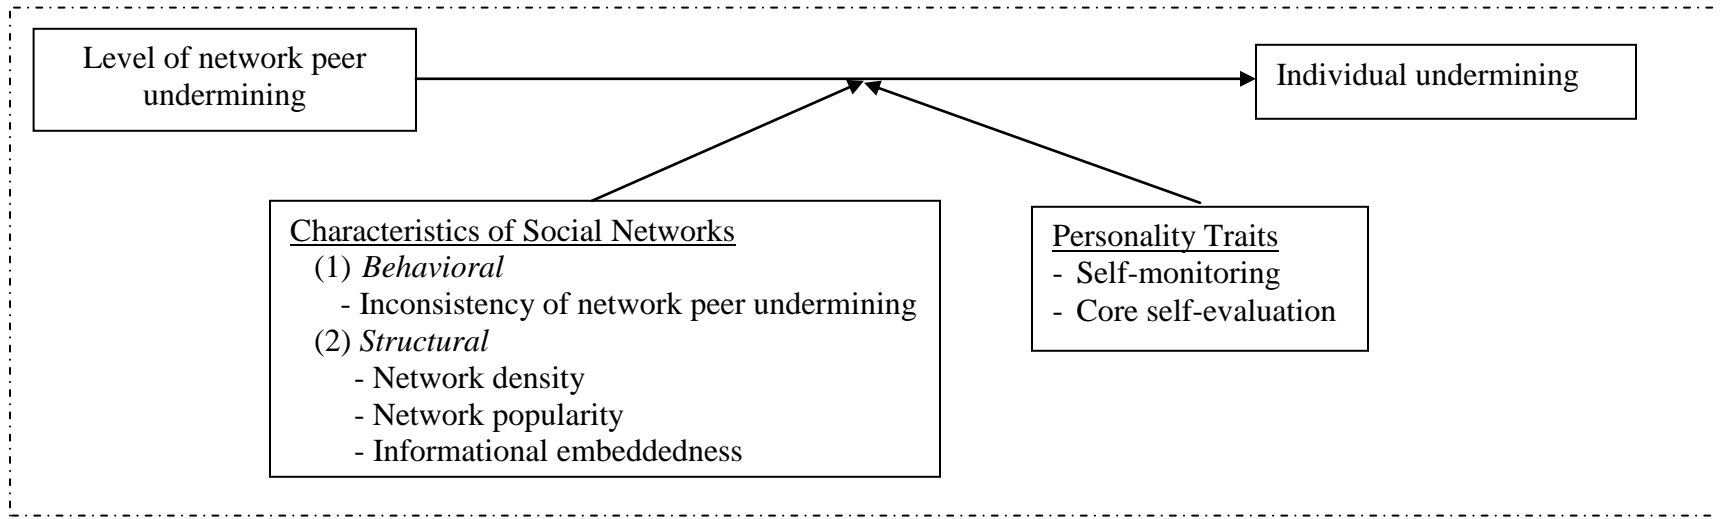 Level of network peer
undermining
Individual undermining
Characteristics of Social Networks
(1) Behavioral
- Inconsistency of network peer undermining
(2) Structural
- Network density
- Network popularity
- Informational embeddedness
Personality Traits
- Self-monitoring
- Core self-evaluation